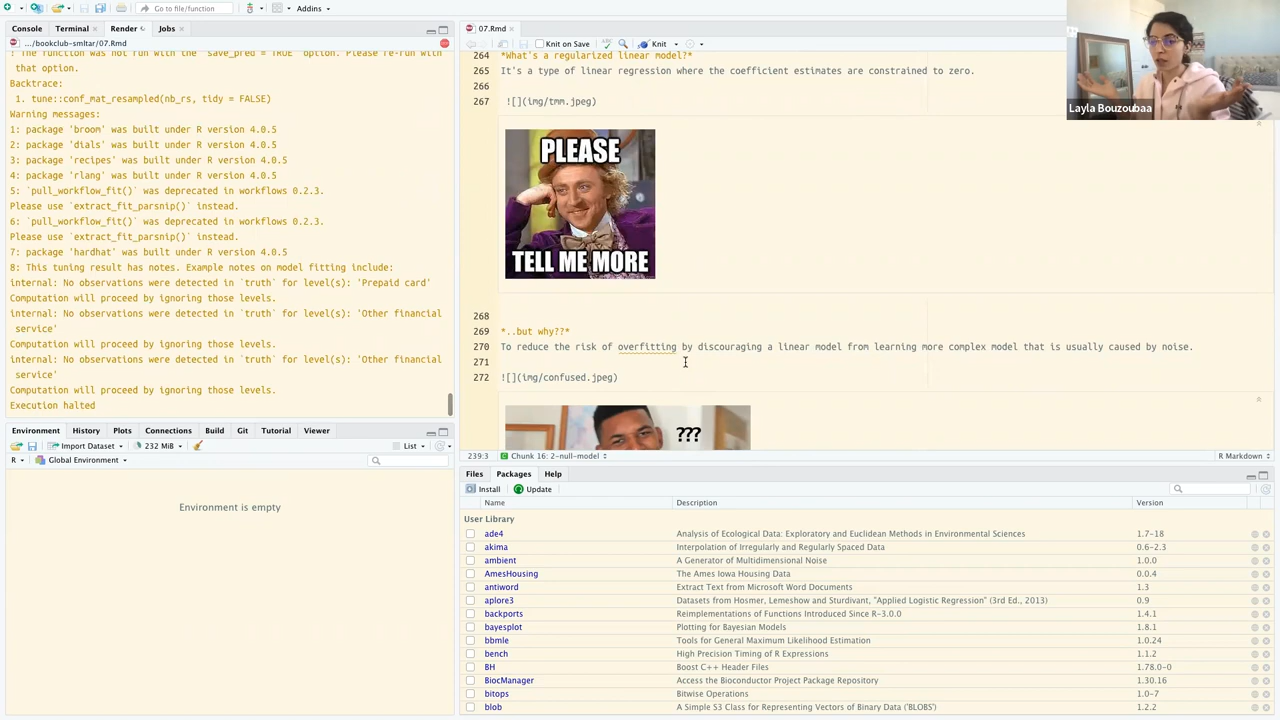 Go to file/function
Addins
Console
Terminal
Render
Jobs
.../bookclub-smltar/07.Rmd
! The function was not run with the `save_pred = TRUE` option. Please re-run with
that option.
Backtrace:
1. tune::conf_mat_resampled(nb_rs, tidy = FALSE)
Warning messages:
1: package 'broom' was built under R version 4.0.5
2: package 'dials' was built under R version 4.0.5
3: package 'recipes' was built under R version 4.0.5
4: package 'rlang' was built under R version 4.0.5
5: `pull_workflow_fit()` was deprecated in workflows 0.2.3.
Please use `extract_fit_parsnip()` instead.
6: `pull_workflow_fit()` was deprecated in workflows 0.2.3.
Please use `extract_fit_parsnip()` instead.
7: package 'hardhat' was built under R version 4.0.5
8: This tuning result has notes. Example notes on model fitting include:
internal: No observations were detected in `truth` for level(s): 'Prepaid card'
Computation will proceed by ignoring those levels.
internal: No observations were detected in `truth` for level(s): 'Other financial
service'
Computation will proceed by ignoring those levels.
internal: No observations were detected in `truth` for level(s): 'Other financial
service'
Computation will proceed by ignoring those levels.
Execution halted
Environment
History
Plots
Connections
Build
Git
Tutorial
Viewer
Import Dataset
232 MiB
List
R
Global Environment
Environment is empty
07.Rmd
Knit on Save
Knit
264 *What's a regularized linear model?*
265 It's a type of linear regression where the coefficient estimates are constrained to zero.
266
267 ![](img/tmm.jpeg)
PLEASE
TELL ME MORE
268
269 *..but why??*
270 To reduce the risk of overfitting by discouraging a linear model from learning more complex model that is usually caused by noise.
271
272 ![](img/confused.jpeg)
???
239:3
Chunk 16: 2-null-model
R Markdown
Layla Bouzoubaa
Files
Packages
Help
Install
Update
Name Description Version
User Library
ade4 Analysis of Ecological Data: Exploratory and Euclidean Methods in Environmental Sciences 1.7-18
akima Interpolation of Irregularly and Regularly Spaced Data 0.6-2.3
ambient A Generator of Multidimensional Noise 1.0.0
AmesHousing The Ames Iowa Housing Data 0.0.4
antiword Extract Text from Microsoft Word Documents 1.3
aplore3 Datasets from Hosmer, Lemeshow and Sturdivant, "Applied Logistic Regression" (3rd Ed., 2013) 0.9
backports Reimplementations of Functions Introduced Since R-3.0.0 1.4.1
bayesplot Plotting for Bayesian Models 1.8.1
bbmle Tools for General Maximum Likelihood Estimation 1.0.24
bench High Precision Timing of R Expressions 1.1.2
BH Boost C++ Header Files 1.78.0-0
BiocManager Access the Bioconductor Project Package Repository 1.30.16
bitops Bitwise Operations 1.0-7
blob A Simple S3 Class for Representing Vectors of Binary Data ('BLOBS') 1.2.2